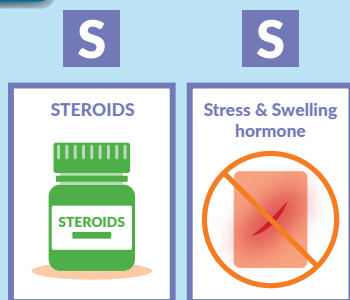 S
S
STEROIDS
Stress & Swelling
hormone
STEROIDS